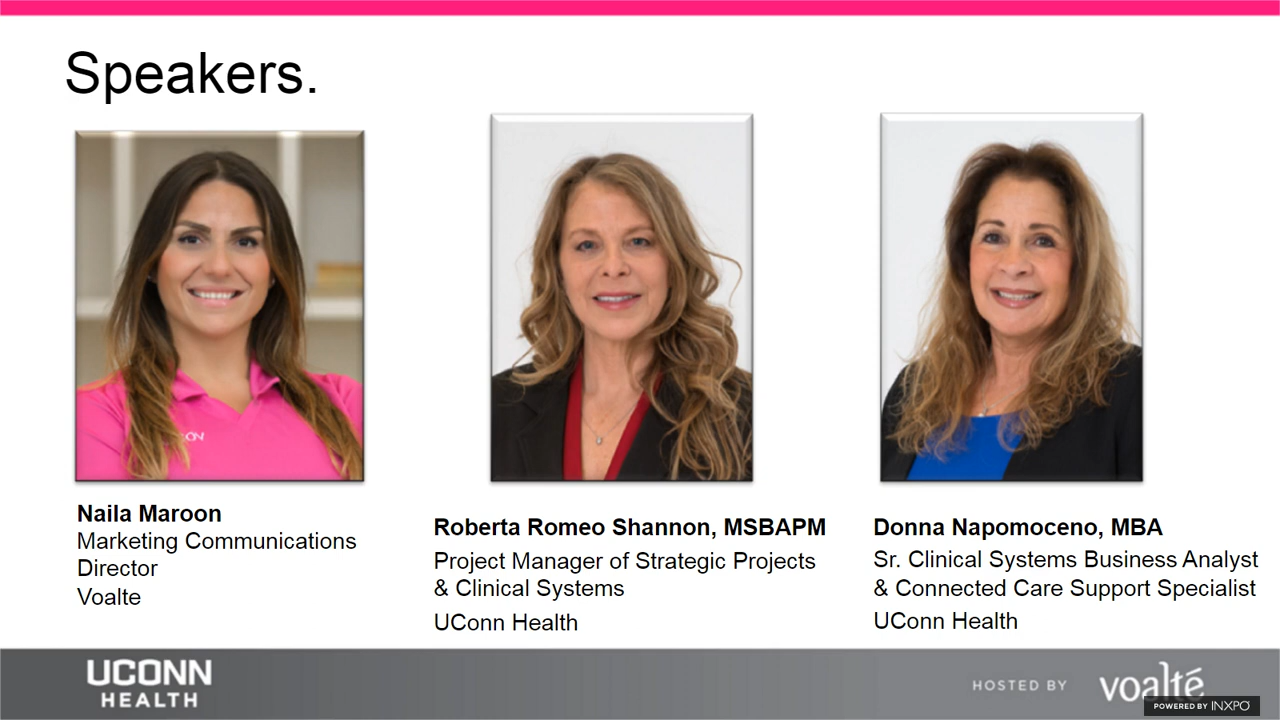 Speakers.
Naila Maroon
Marketing Communications
Director
Voalte
Roberta Romeo Shannon, MSBAPM
Project Manager of Strategic Projects
& Clinical Systems
UConn Health
Donna Napomoceno, MBA
Sr. Clinical Systems Business Analyst
& Connected Care Support Specialist
UConn Health
UCONN
HEALTH
HOSTED BY
voalté
POWERED BY INXPO